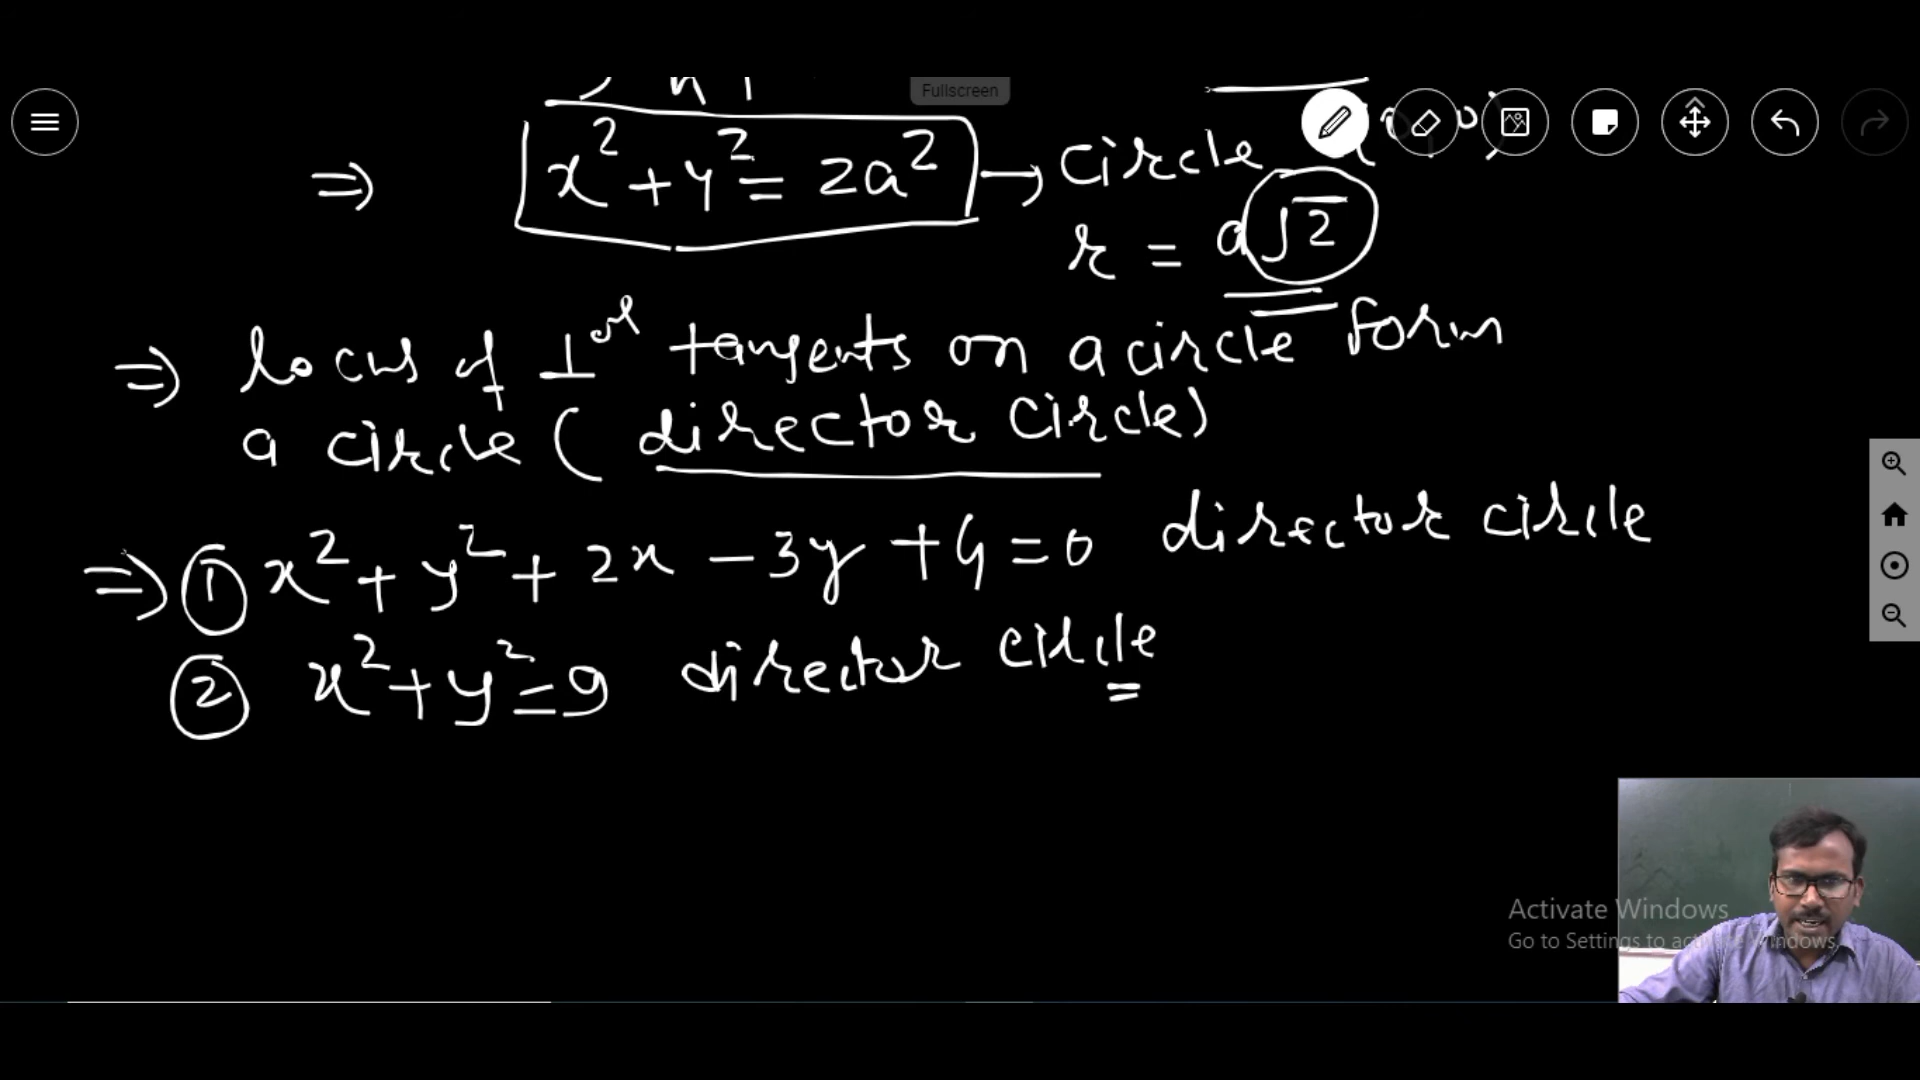 Fullscreen
⇒ x² + y² = 2a² → circle
r = a√2
⇒ locus of ⊥er tangents on a circle form
a circle ( director circle)
⇒ ① x² + y² + 2x − 3y + 4 = 0 director circle
② x² + y² = 9 director circle
Activate Windows
Go to Settings to activate Windows.